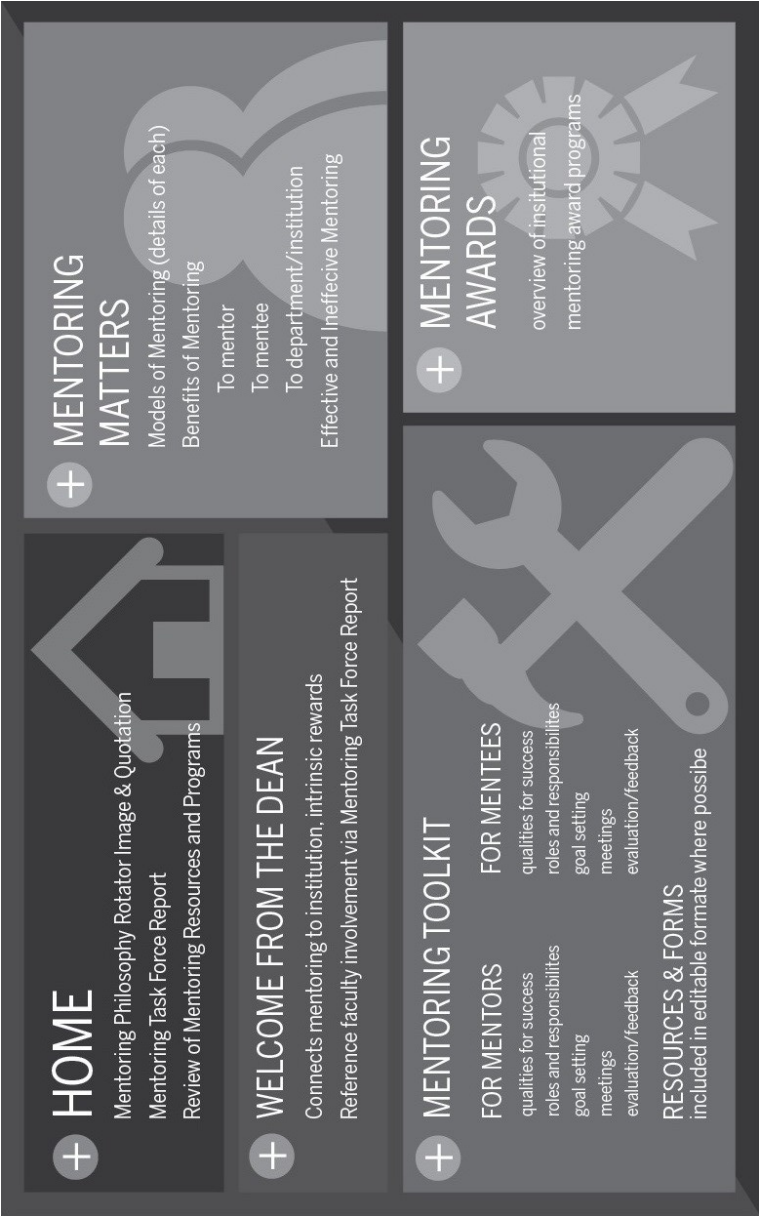 HOME
Mentoring Philosophy Rotator Image & Quotation
Mentoring Task Force Report
Review of Mentoring Resources and Programs
WELCOME FROM THE DEAN
Connects mentoring to institution, intrinsic rewards
Reference faculty involvement via Mentoring Task Force Report
MENTORING
MATTERS
Models of Mentoring (details of each)
Benefits of Mentoring
To mentor
To mentee
To department/institution
Effective and Ineffecive Mentoring
MENTORING TOOLKIT
FOR MENTORS
qualities for success
roles and responsibilites
goal setting
meetings
evaluation/feedback
FOR MENTEES
qualities for success
roles and responsibilites
goal setting
meetings
evaluation/feedback
RESOURCES & FORMS
included in editable formate where possibe
MENTORING
AWARDS
overview of insitutional
mentoring award programs